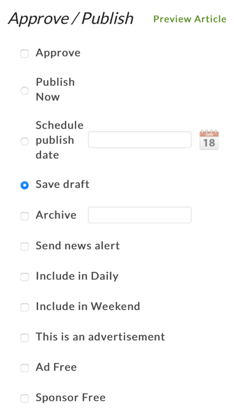 Approve / Publish Preview Article
Approve
Publish
Now
Schedule
publish
date
18
Save draft
Archive
Send news alert
Include in Daily
Include in Weekend
This is an advertisement
Ad Free
Sponsor Free